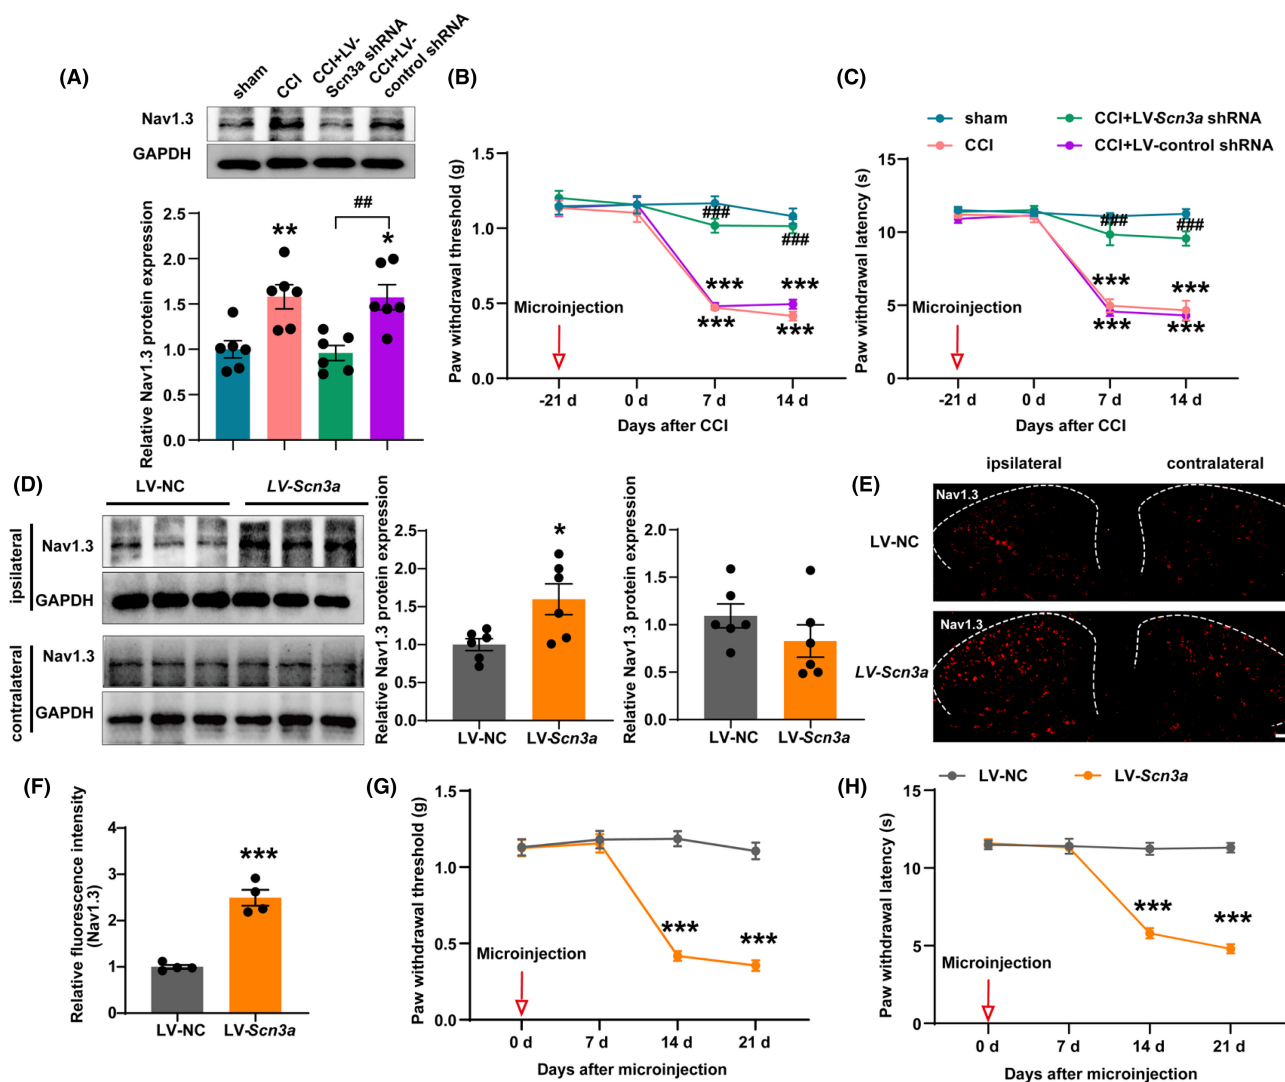 (A)
sham
CCI
CCI+LV-
Scn3a shRNA
CCI+LV-
control shRNA
Nav1.3
GAPDH
Relative Nav1.3 protein expression
2.5
2.0
1.5
1.0
0.5
0.0
**
##
*
(B)
Paw withdrawal threshold (g)
1.5
1.0
0.5
0.0
###
###
***
***
***
***
Microinjection
-21 d
0 d
7 d
14 d
Days after CCI
(C)
sham
CCI
CCI+LV-Scn3a shRNA
CCI+LV-control shRNA
Paw withdrawal latency (s)
15
10
5
0
###
###
***
***
***
***
Microinjection
-21 d
0 d
7 d
14 d
Days after CCI
(D)
LV-NC
LV-Scn3a
ipsilateral
Nav1.3
GAPDH
contralateral
Nav1.3
GAPDH
Relative Nav1.3 protein expression
2.5
2.0
1.5
1.0
0.5
0.0
*
LV-NC
LV-Scn3a
Relative Nav1.3 protein expression
2.0
1.5
1.0
0.5
0.0
LV-NC
LV-Scn3a
(E)
ipsilateral
contralateral
LV-NC
Nav1.3
LV-Scn3a
Nav1.3
(F)
Relative fluorescence intensity
(Nav1.3)
4
3
2
1
0
***
LV-NC
LV-Scn3a
(G)
Paw withdrawal threshold (g)
1.5
1.0
0.5
0.0
***
***
Microinjection
0 d
7 d
14 d
21 d
Days after microinjection
(H)
LV-NC
LV-Scn3a
Paw withdrawal latency (s)
15
10
5
0
***
***
Microinjection
0 d
7 d
14 d
21 d
Days after microinjection